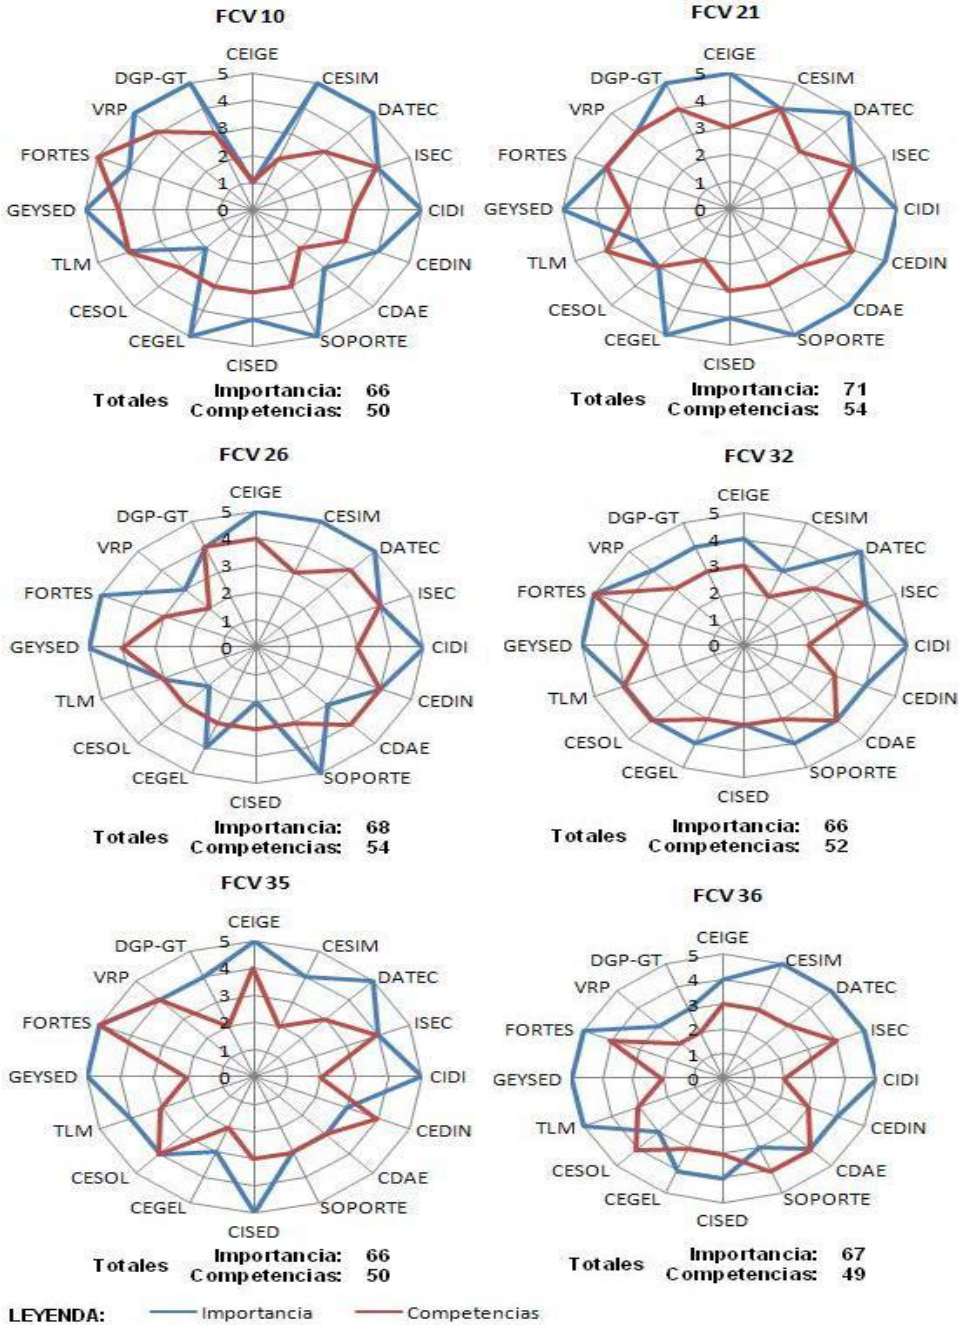 FCV 10
CEIGE
CESIM
DATEC
ISEC
CIDI
CEDIN
CDAE
SOPORTE
CISED
CEGEL
CESOL
TLM
GEYSED
FORTES
VRP
DGP-GT
5
4
3
2
1
0
Totales
Importancia: 66
Competencias: 50
FCV 21
CEIGE
CESIM
DATEC
ISEC
CIDI
CEDIN
CDAE
SOPORTE
CISED
CEGEL
CESOL
TLM
GEYSED
FORTES
VRP
DGP-GT
5
4
3
2
1
0
Totales
Importancia: 71
Competencias: 54
FCV 26
CEIGE
CESIM
DATEC
ISEC
CIDI
CEDIN
CDAE
SOPORTE
CISED
CEGEL
CESOL
TLM
GEYSED
FORTES
VRP
DGP-GT
5
4
3
2
1
0
Totales
Importancia: 68
Competencias: 54
FCV 32
CEIGE
CESIM
DATEC
ISEC
CIDI
CEDIN
CDAE
SOPORTE
CISED
CEGEL
CESOL
TLM
GEYSED
FORTES
VRP
DGP-GT
5
4
3
2
1
0
Totales
Importancia: 66
Competencias: 52
FCV 35
CEIGE
CESIM
DATEC
ISEC
CIDI
CEDIN
CDAE
SOPORTE
CISED
CEGEL
CESOL
TLM
GEYSED
FORTES
VRP
DGP-GT
5
4
3
2
1
0
Totales
Importancia: 66
Competencias: 50
FCV 36
CEIGE
CESIM
DATEC
ISEC
CIDI
CEDIN
CDAE
SOPORTE
CISED
CEGEL
CESOL
TLM
GEYSED
FORTES
VRP
DGP-GT
5
4
3
2
1
0
Totales
Importancia: 67
Competencias: 49
LEYENDA: Importancia Competencias